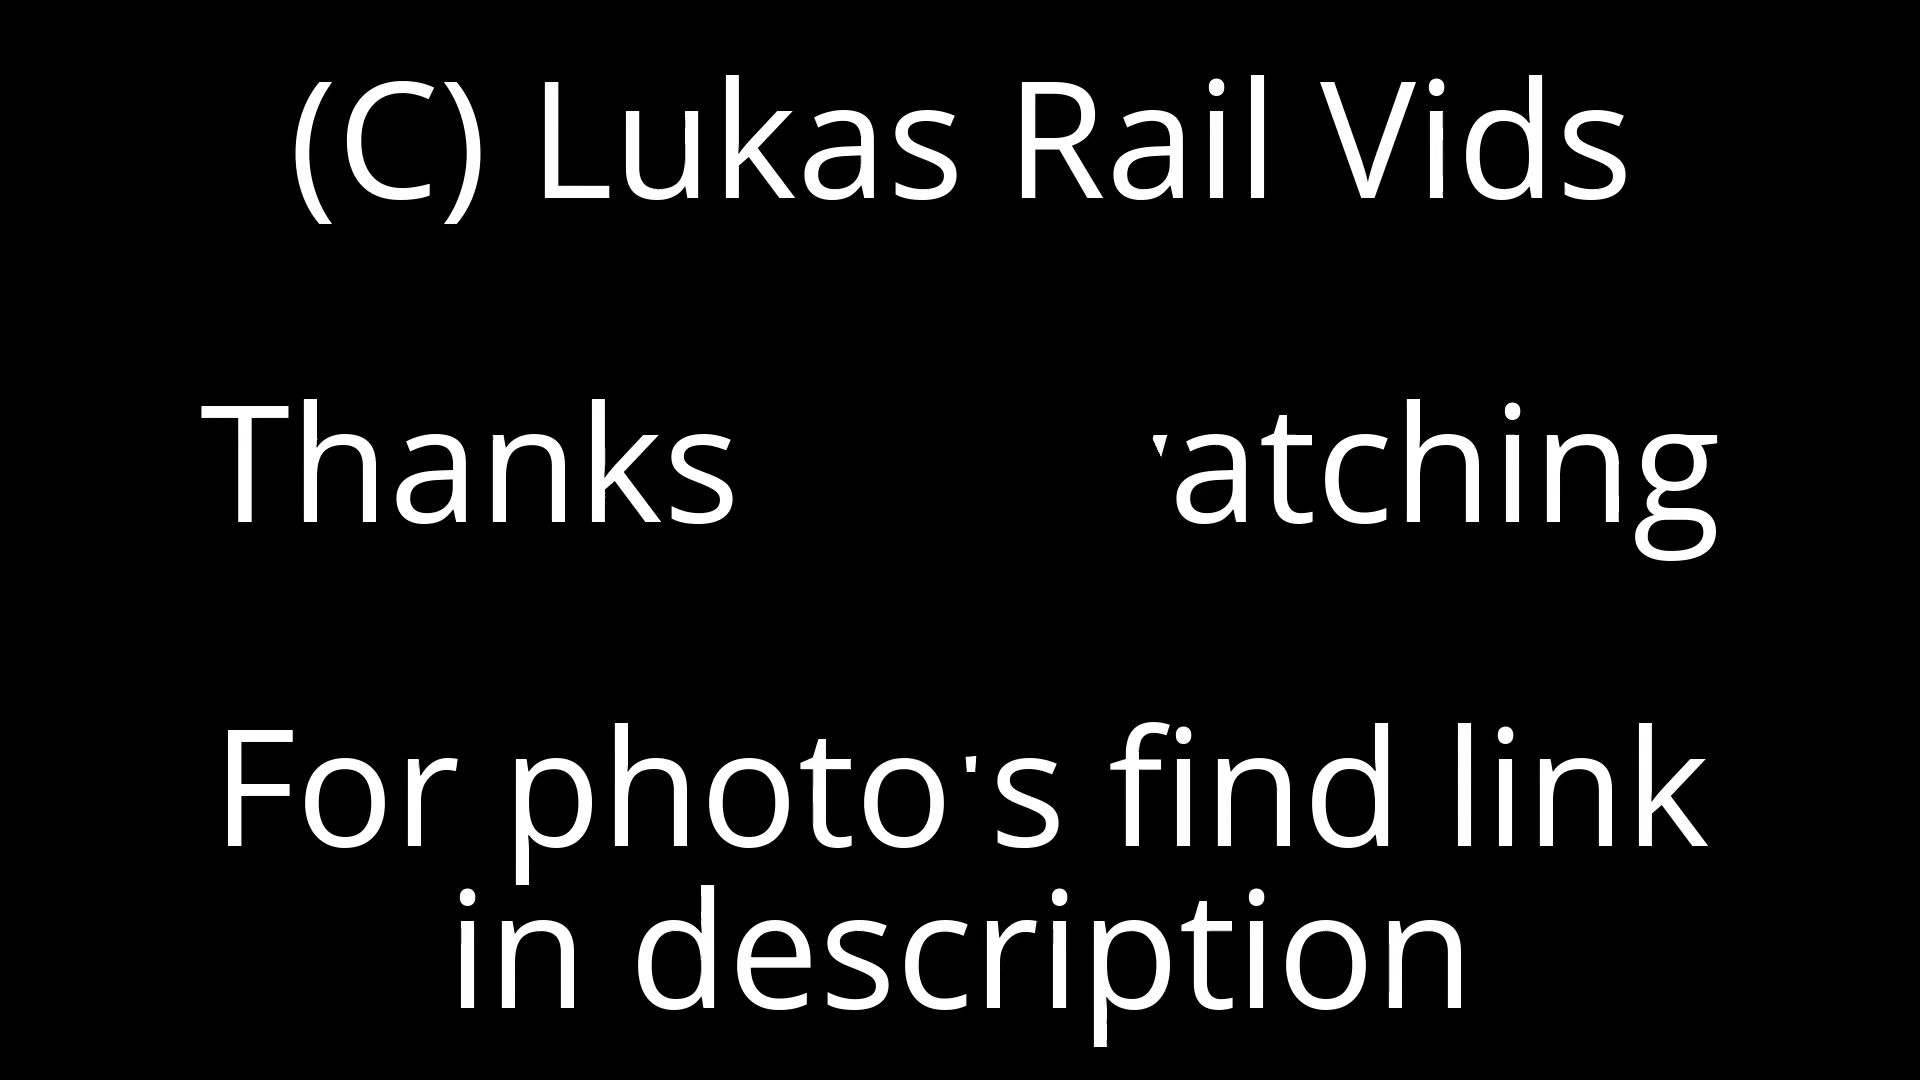 (C) Lukas Rail Vids
Thanks atching
For photo's find link
in description